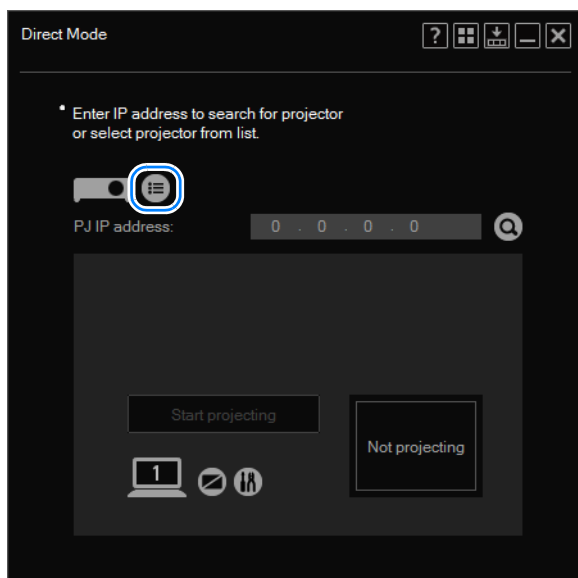 Direct Mode
?
Enter IP address to search for projector
or select projector from list.
PJ IP address:
0 . 0 . 0 . 0
Start projecting
Not projecting
1